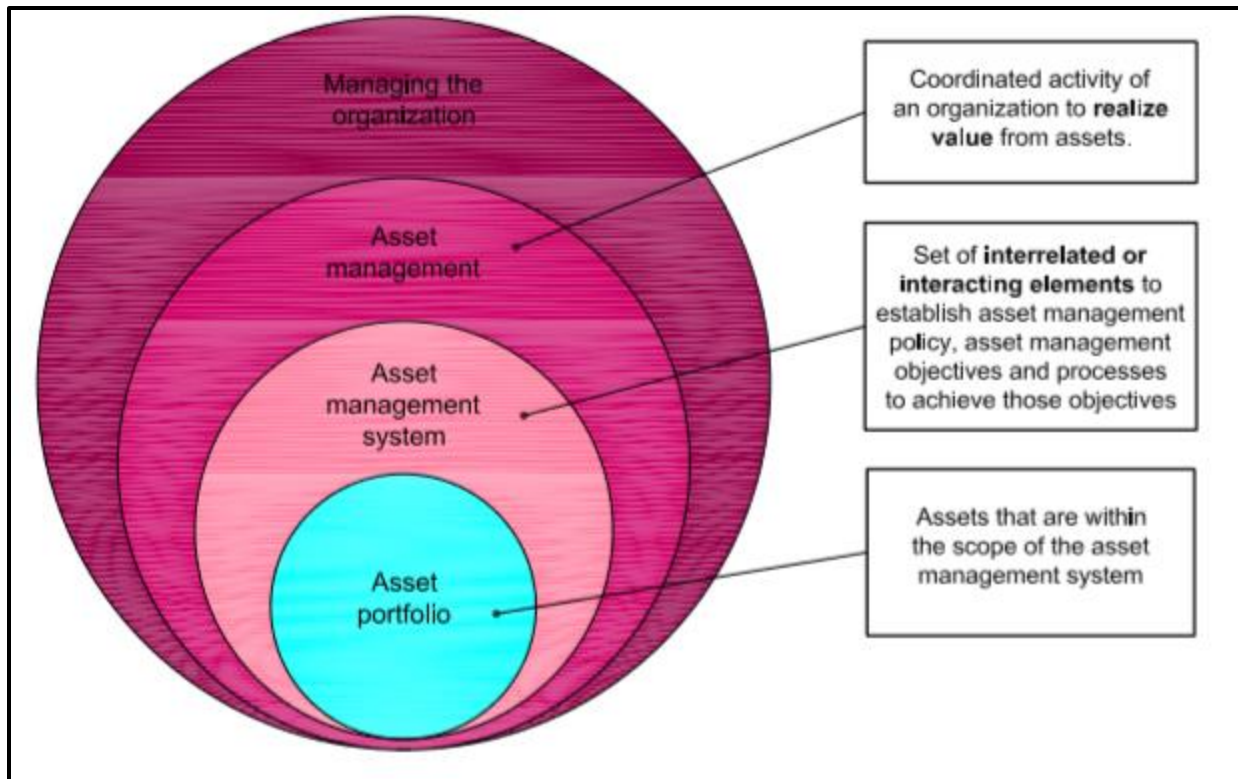 Managing the
organization
Asset
management
Asset
management
system
Asset
portfolio
Coordinated activity of
an organization to realize
value from assets.
Set of interrelated or
interacting elements to
establish asset management
policy, asset management
objectives and processes
to achieve those objectives
Assets that are within
the scope of the asset
management system